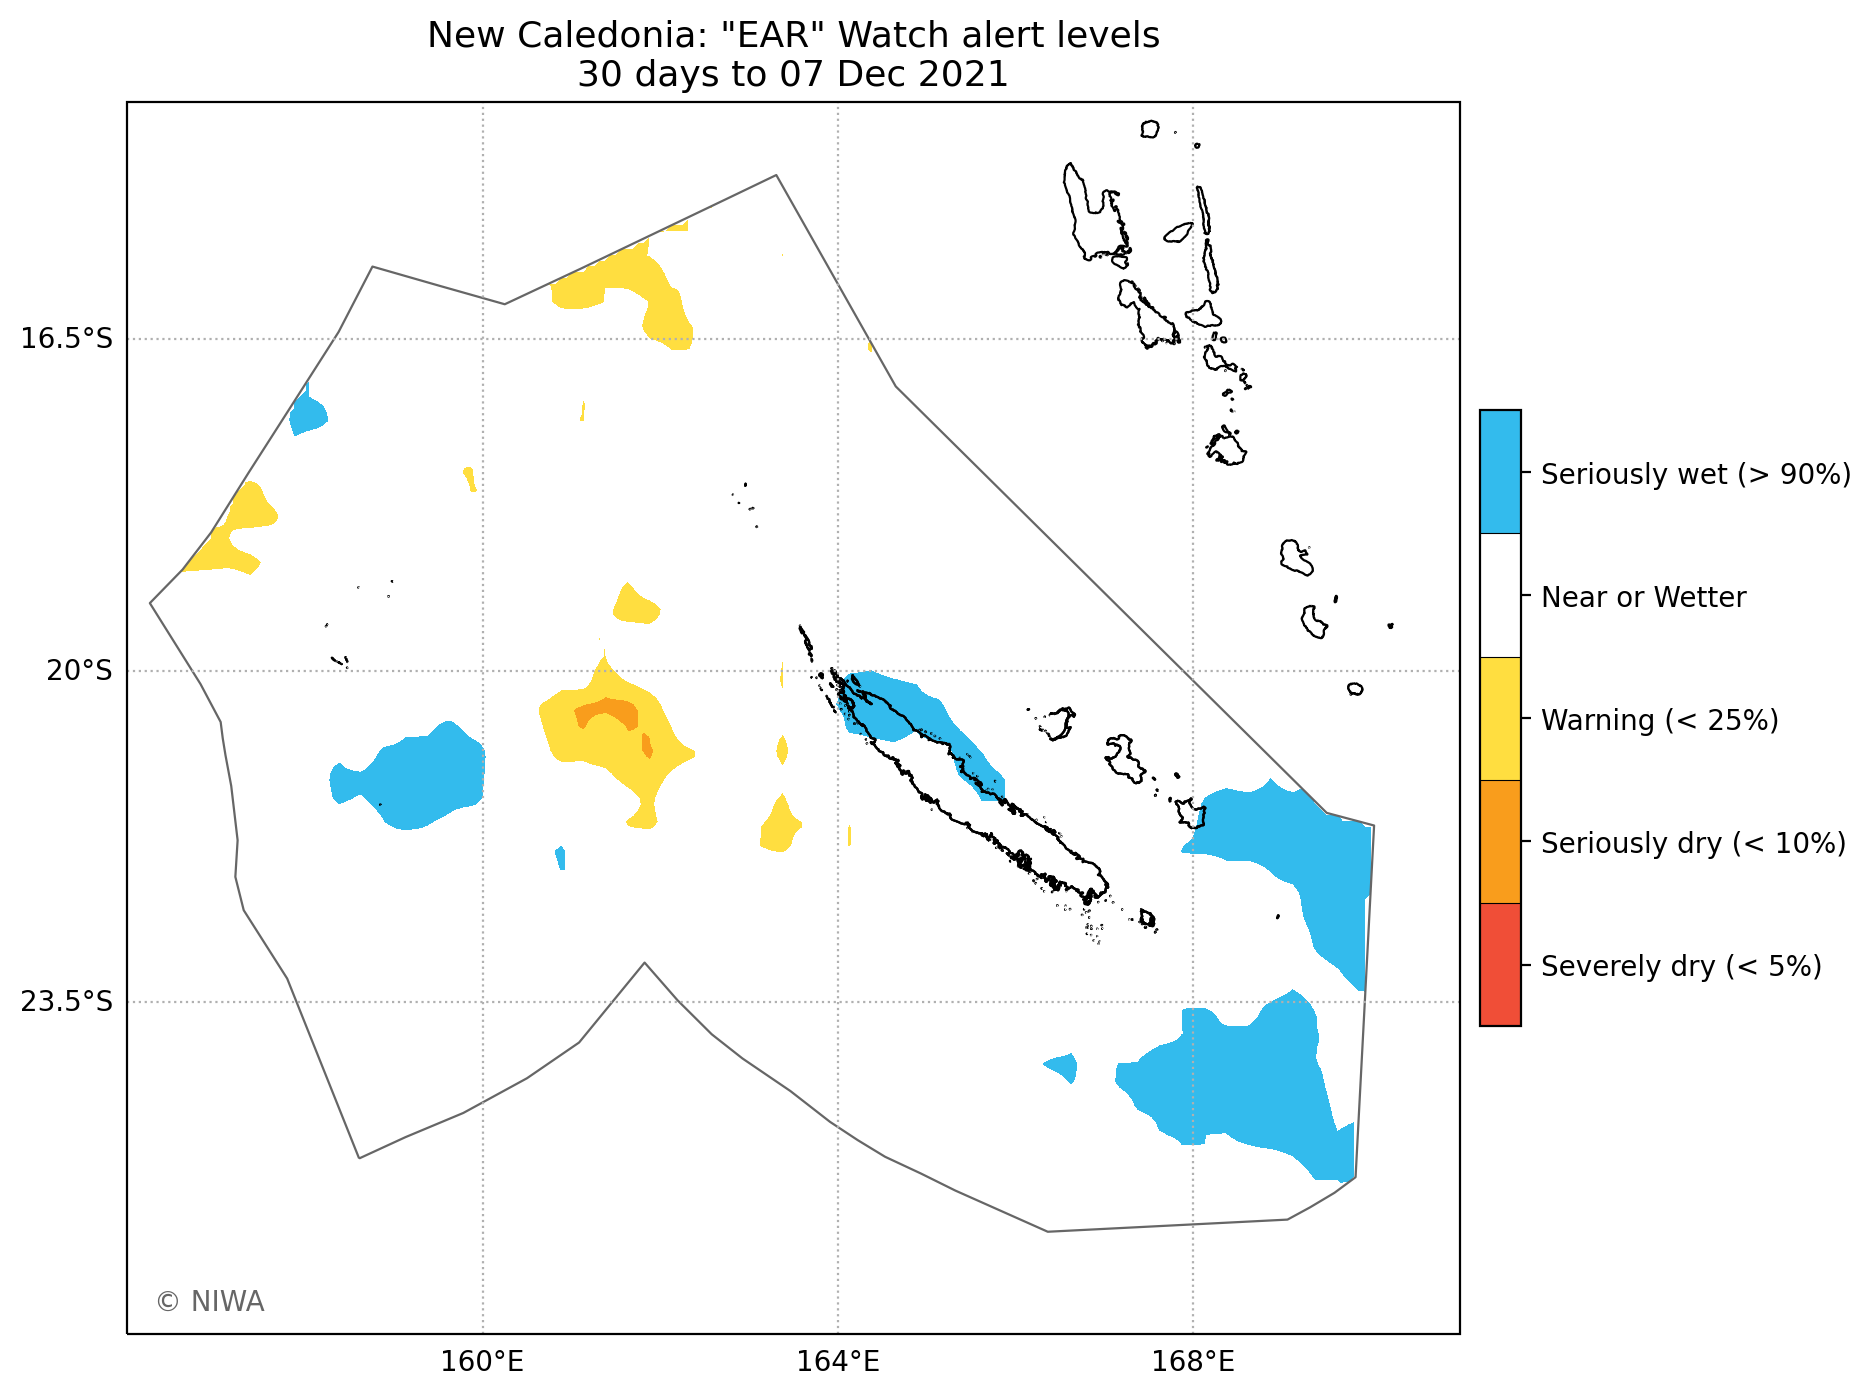 New Caledonia: "EAR" Watch alert levels
30 days to 07 Dec 2021
16.5°S
20°S
23.5°S
160°E
164°E
168°E
Seriously wet (> 90%)
Near or Wetter
Warning (< 25%)
Seriously dry (< 10%)
Severely dry (< 5%)
© NIWA